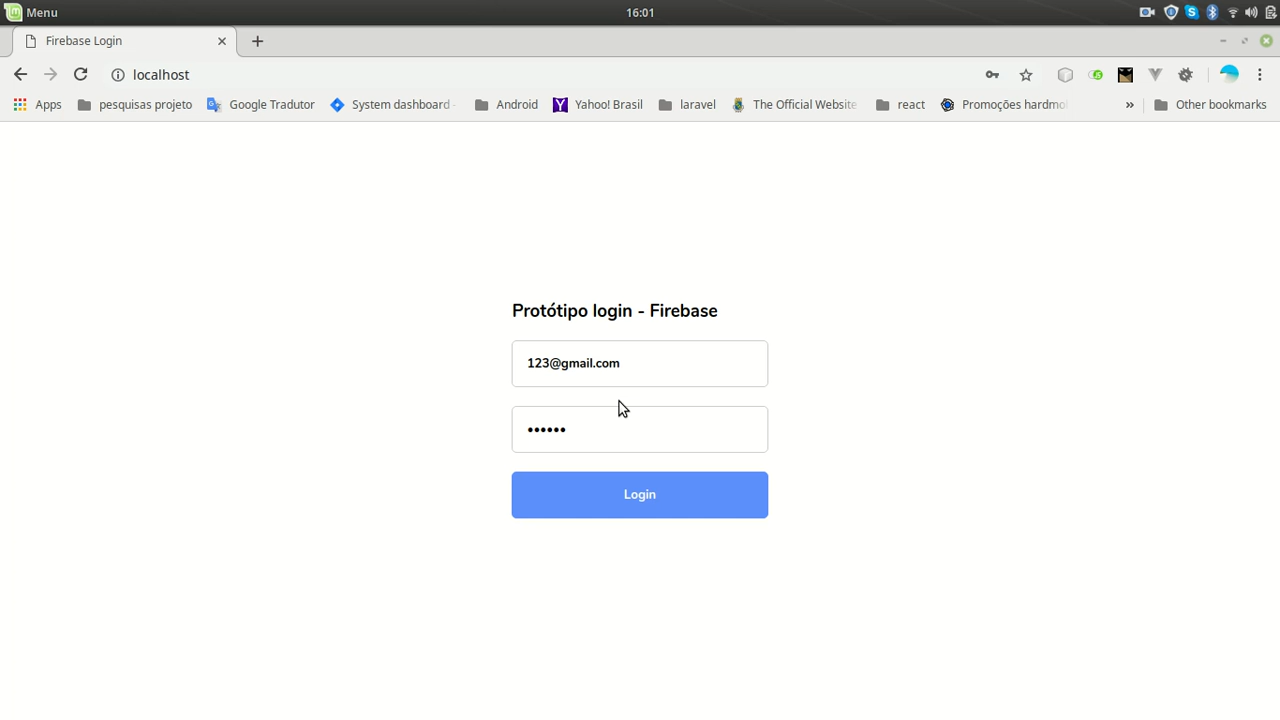 Menu
16:01
Firebase Login
localhost
Apps pesquisas projeto Google Tradutor System dashboard - Android Yahoo! Brasil laravel The Official Website react Promoções hardmo » Other bookmarks
Protótipo login - Firebase
123@gmail.com
••••••
Login